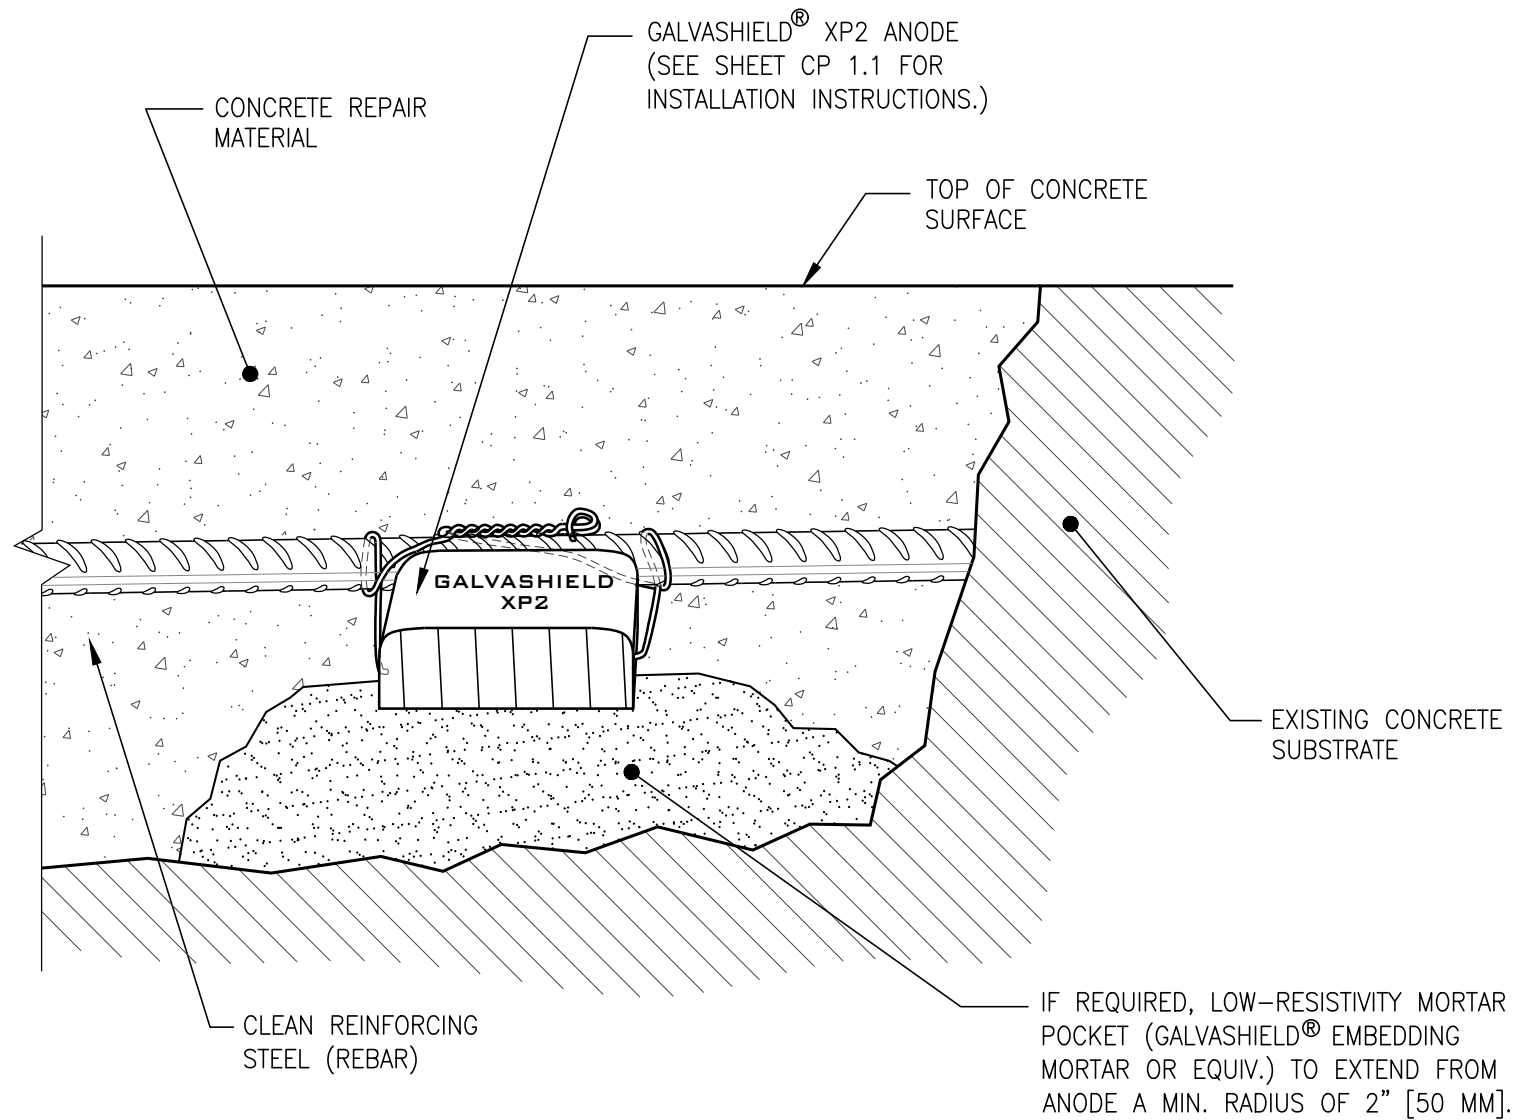 GALVASHIELD® XP2 ANODE
(SEE SHEET CP 1.1 FOR
INSTALLATION INSTRUCTIONS.)
CONCRETE REPAIR
MATERIAL
TOP OF CONCRETE
SURFACE
GALVASHIELD
XP2
EXISTING CONCRETE
SUBSTRATE
CLEAN REINFORCING
STEEL (REBAR)
IF REQUIRED, LOW-RESISTIVITY MORTAR
POCKET (GALVASHIELD® EMBEDDING
MORTAR OR EQUIV.) TO EXTEND FROM
ANODE A MIN. RADIUS OF 2" [50 MM].